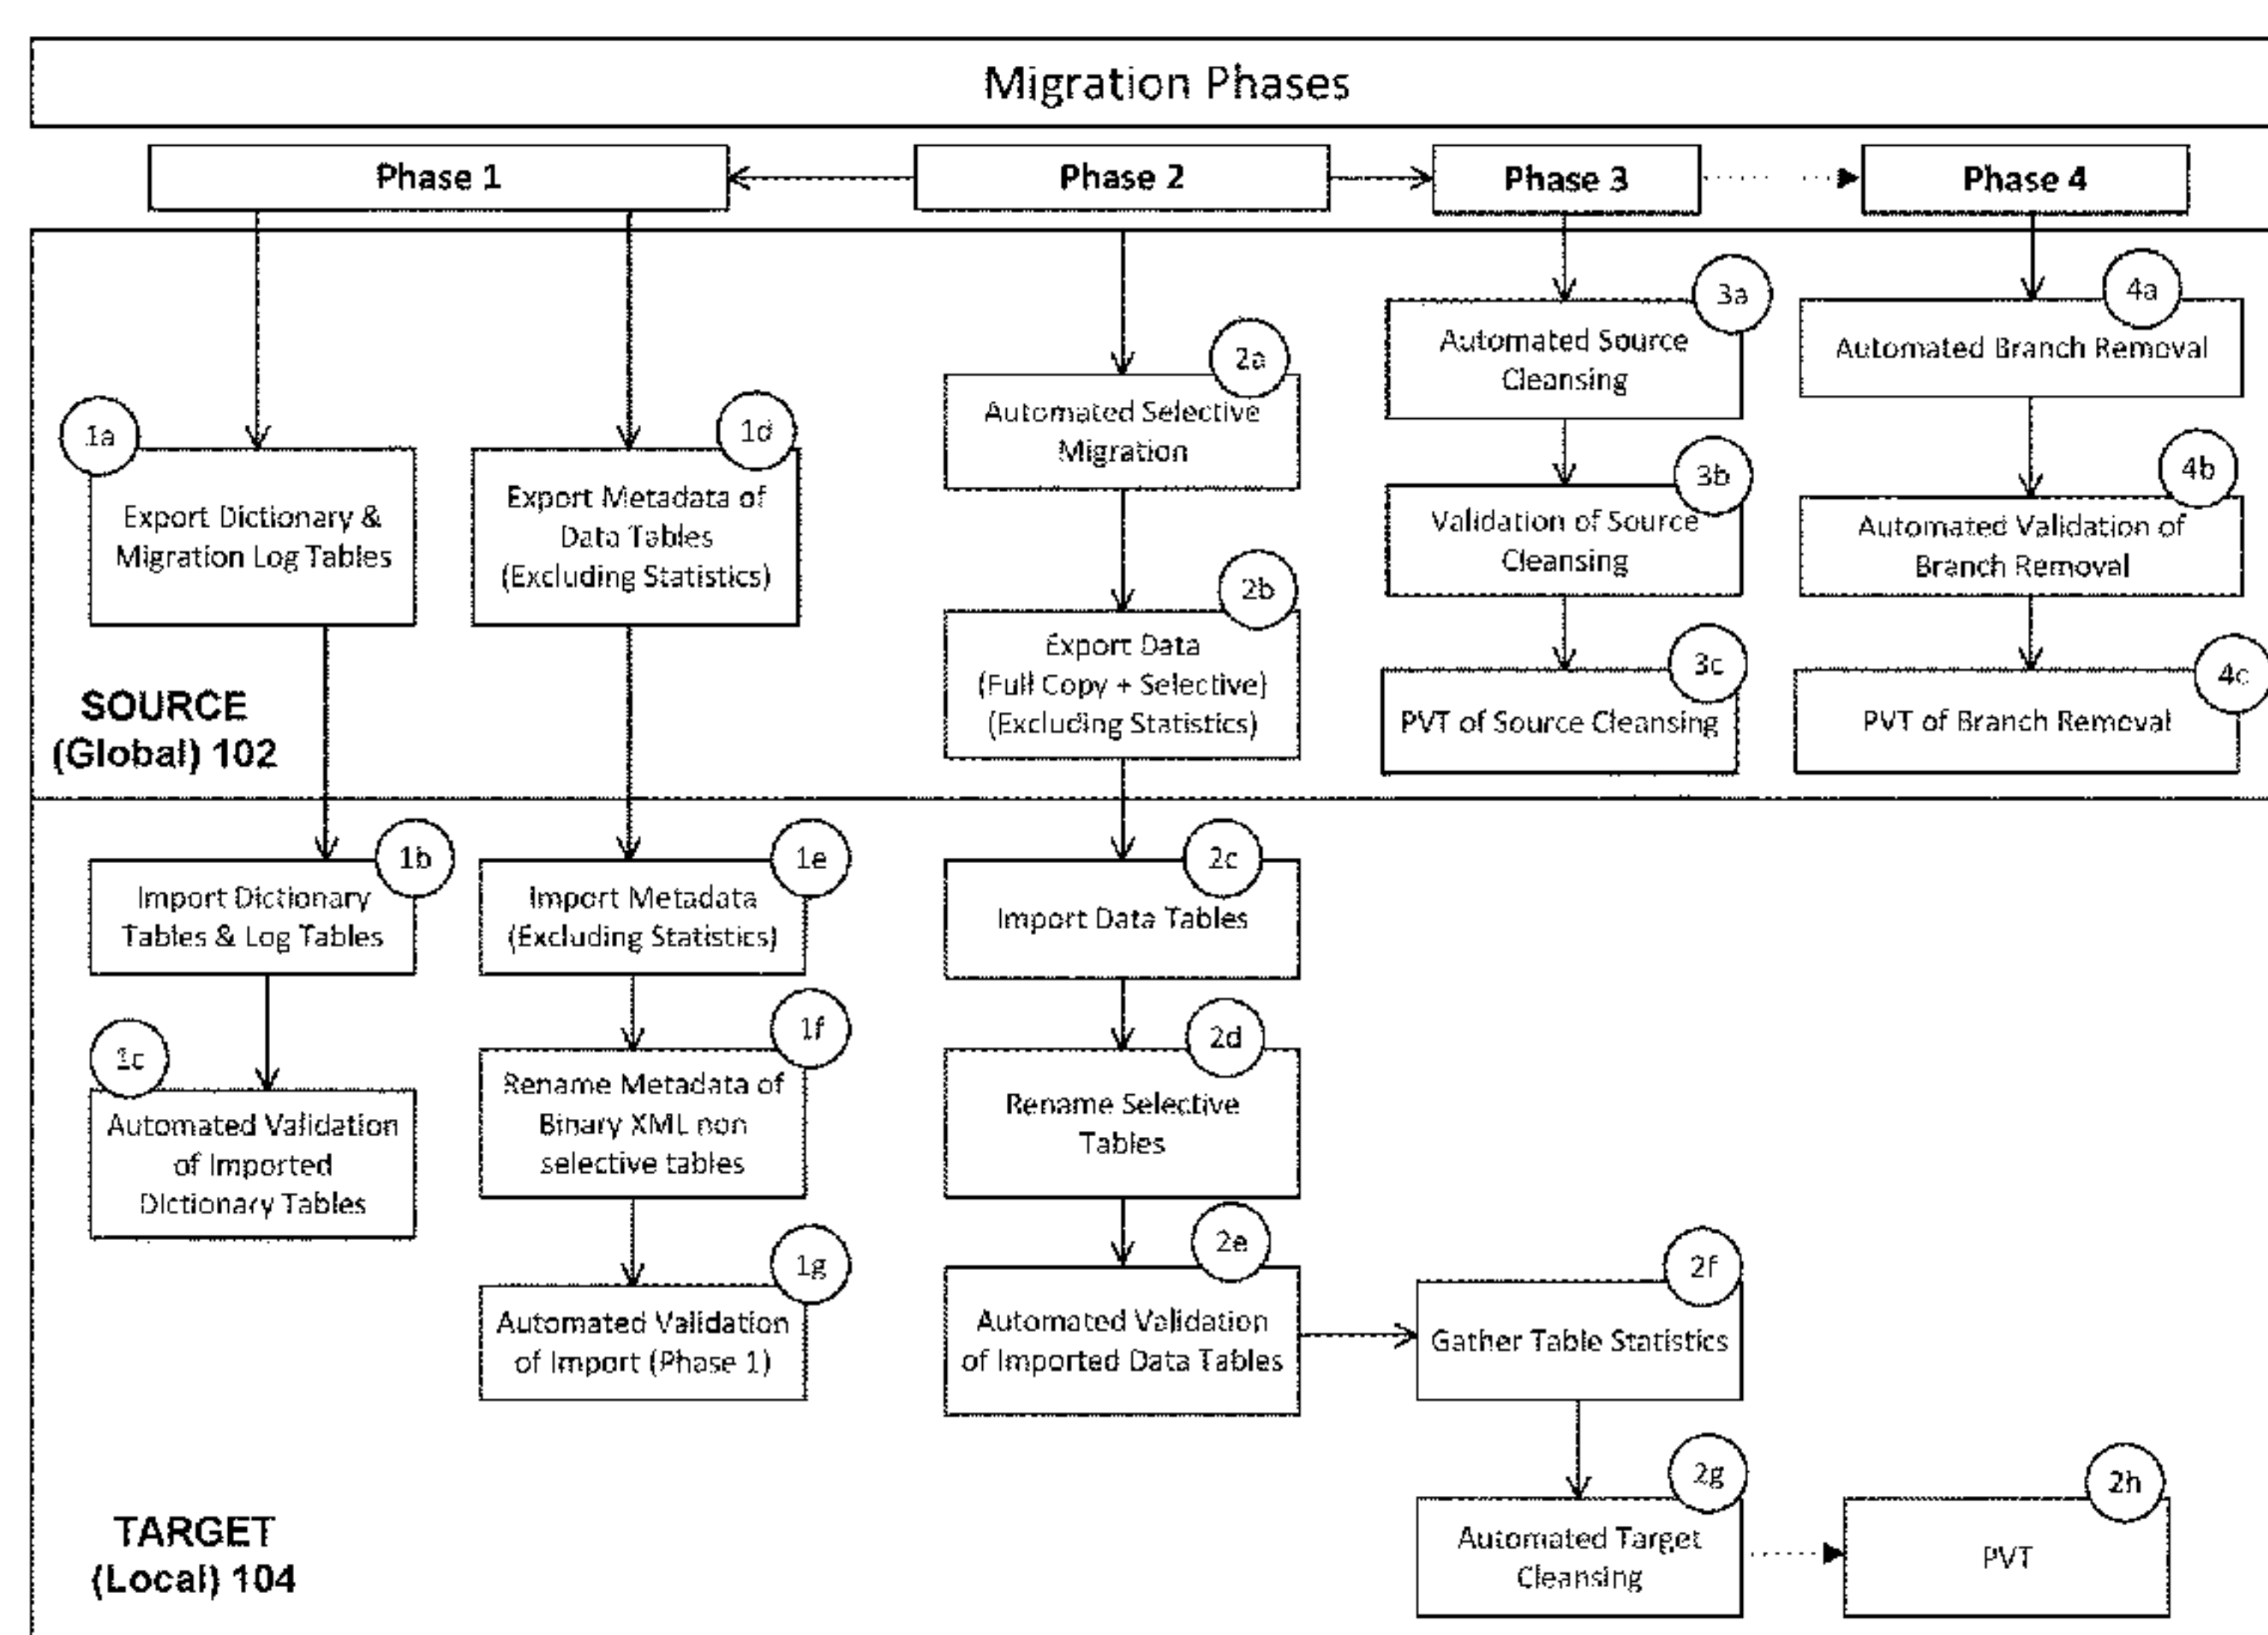 Migration Phases
Phase 1
Phase 2
Phase 3
Phase 4
1a
Export Dictionary &
Migration Log Tables
1d
Export Metadata of
Data Tables
(Excluding Statistics)
2a
Automated Selective
Migration
2b
Export Data
(Full Copy + Selective)
(Excluding Statistics)
3a
Automated Source
Cleansing
3b
Validation of Source
Cleansing
3c
PVT of Source Cleansing
4a
Automated Branch Removal
4b
Automated Validation of
Branch Removal
4c
PVT of Branch Removal
SOURCE
(Global) 102
1b
Import Dictionary
Tables & Log Tables
1c
Automated Validation
of Imported
Dictionary Tables
1e
Import Metadata
(Excluding Statistics)
1f
Rename Metadata of
Binary XML non
selective tables
1g
Automated Validation
of Import (Phase 1)
2c
Import Data Tables
2d
Rename Selective
Tables
2e
Automated Validation
of Imported Data Tables
2f
Gather Table Statistics
2g
Automated Target
Cleansing
2h
PVT
TARGET
(Local) 104